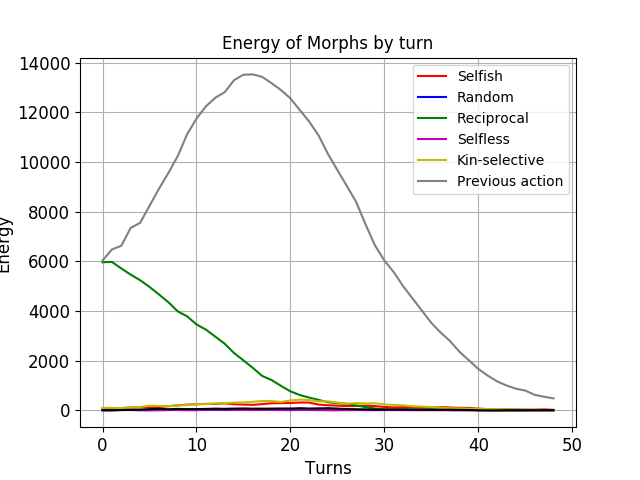 Energy of Morphs by turn
14000
12000
10000
8000
6000
4000
2000
0
Energy
0 10 20 30 40 50
Turns
Selfish
Random
Reciprocal
Selfless
Kin-selective
Previous action